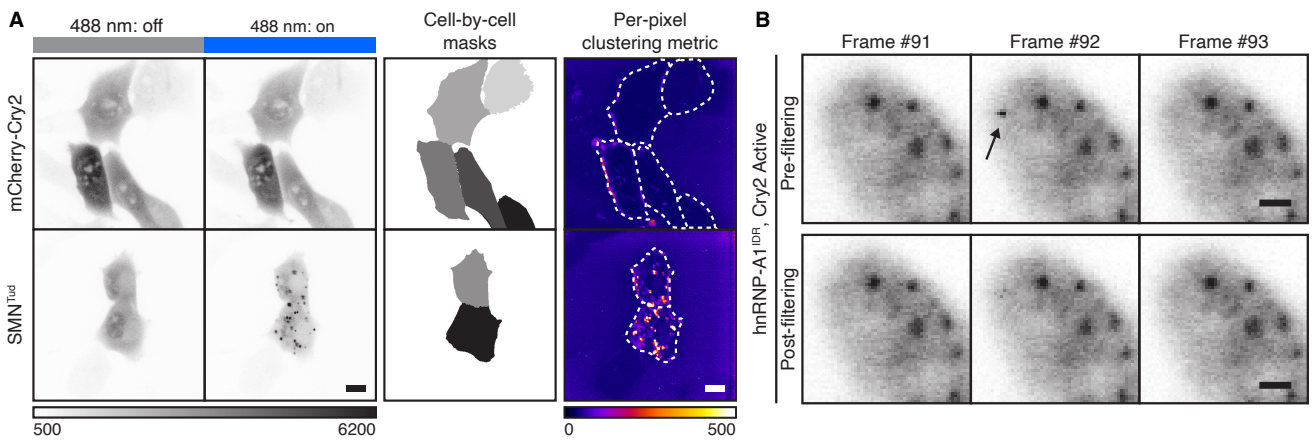 A
488 nm: off
488 nm: on
Cell-by-cell
masks
Per-pixel
clustering metric
mCherry-Cry2
SMNTud
500
6200
0
500
B
Frame #91
Frame #92
Frame #93
hnRNP-A1IDR, Cry2 Active
Pre-filtering
Post-filtering